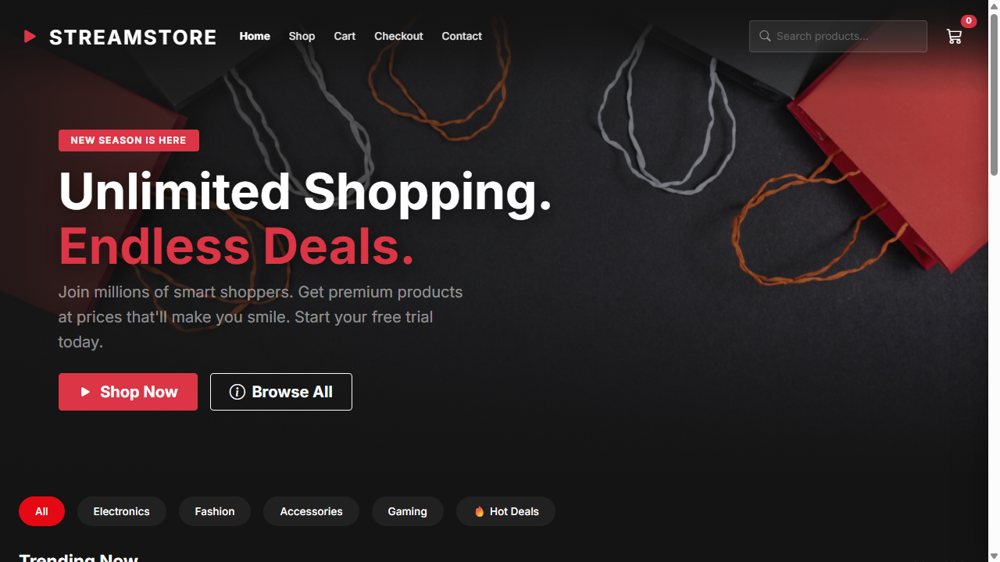 STREAMSTORE
Home
Shop
Cart
Checkout
Contact
Search products...
0
NEW SEASON IS HERE
Unlimited Shopping.
Endless Deals.
Join millions of smart shoppers. Get premium products
at prices that'll make you smile. Start your free trial
today.
Shop Now
Browse All
All
Electronics
Fashion
Accessories
Gaming
🔥 Hot Deals
Trending Now